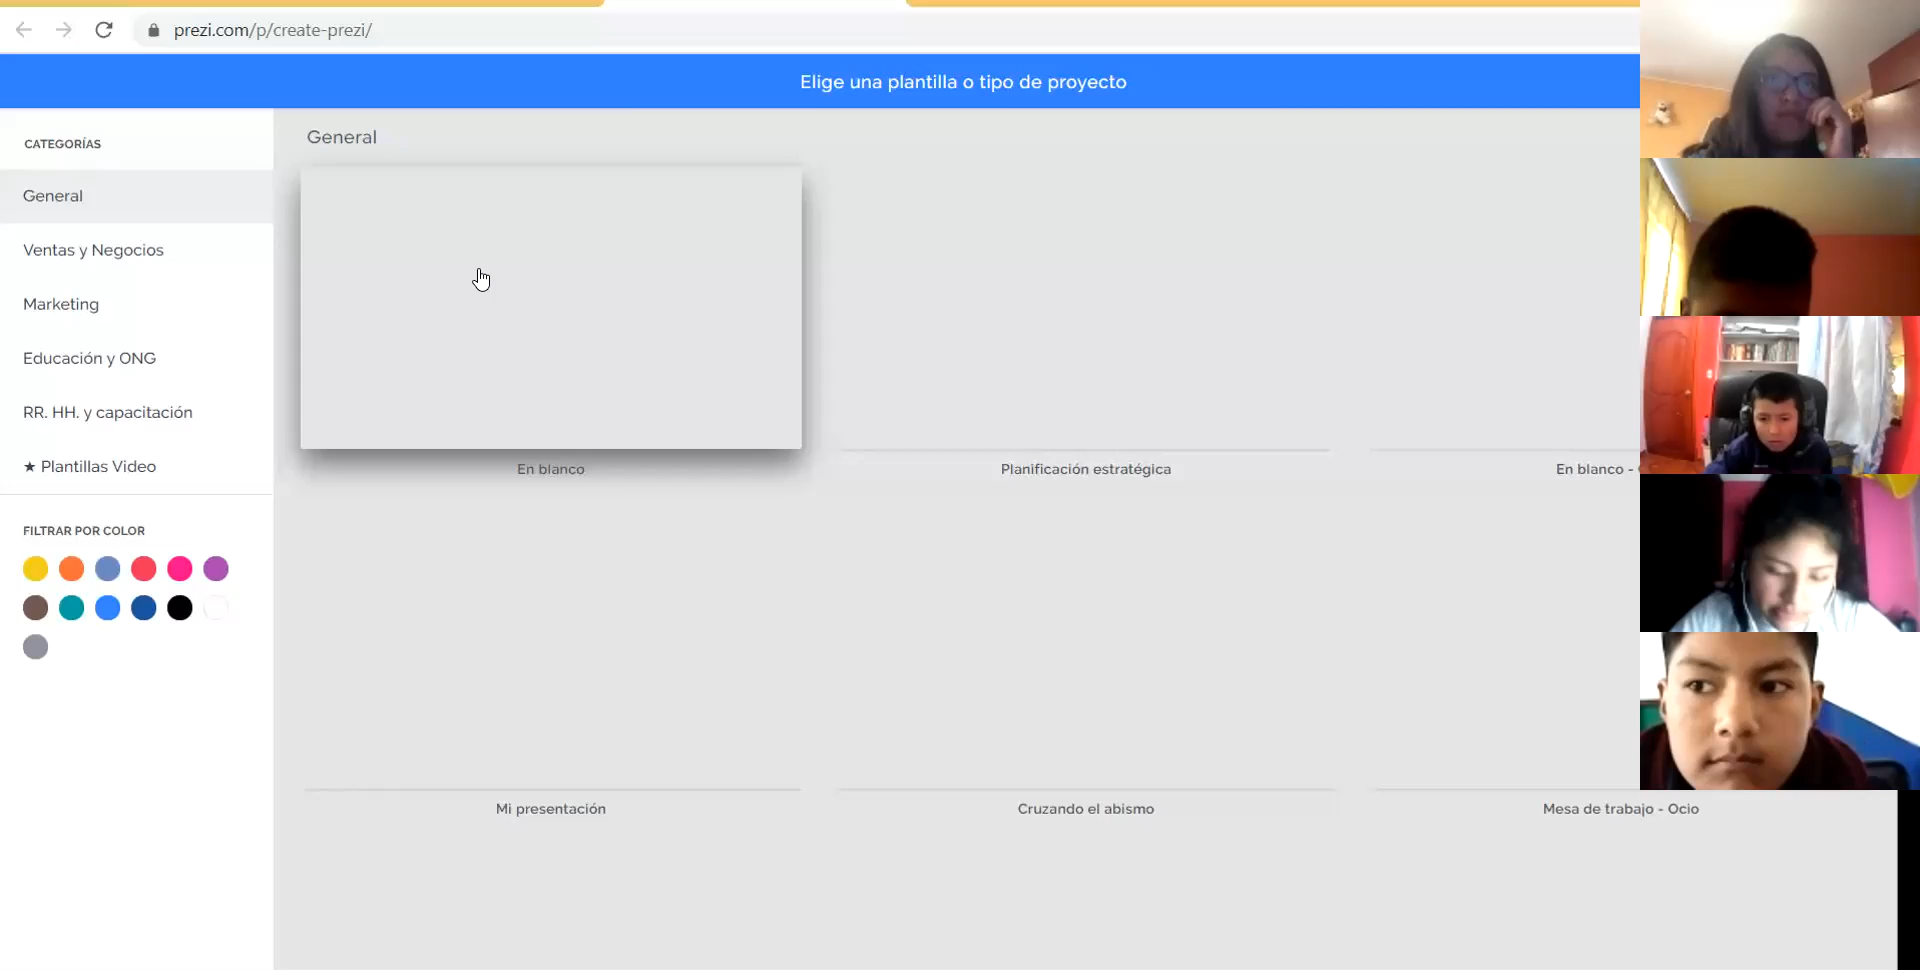 prezi.com/p/create-prezi/
Elige una plantilla o tipo de proyecto
CATEGORÍAS
General
Ventas y Negocios
Marketing
Educación y ONG
RR. HH. y capacitación
★ Plantillas Video
FILTRAR POR COLOR
General
En blanco
Planificación estratégica
En blanco -
Mi presentación
Cruzando el abismo
Mesa de trabajo - Ocio